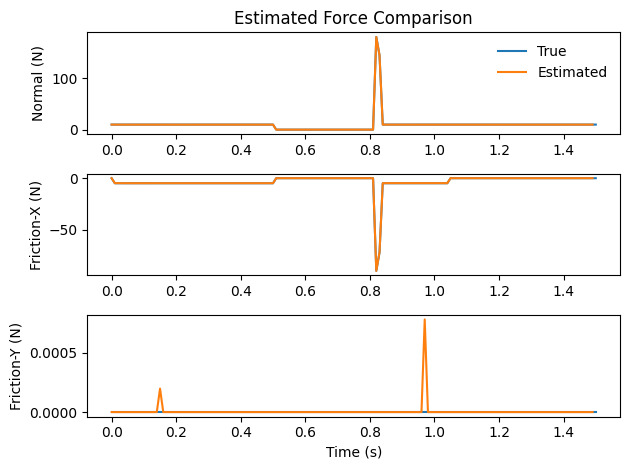 Estimated Force Comparison
Normal (N)
100
0
True
Estimated
0.0 0.2 0.4 0.6 0.8 1.0 1.2 1.4
Friction-X (N)
0
−50
0.0 0.2 0.4 0.6 0.8 1.0 1.2 1.4
Friction-Y (N)
0.0005
0.0000
0.0 0.2 0.4 0.6 0.8 1.0 1.2 1.4
Time (s)